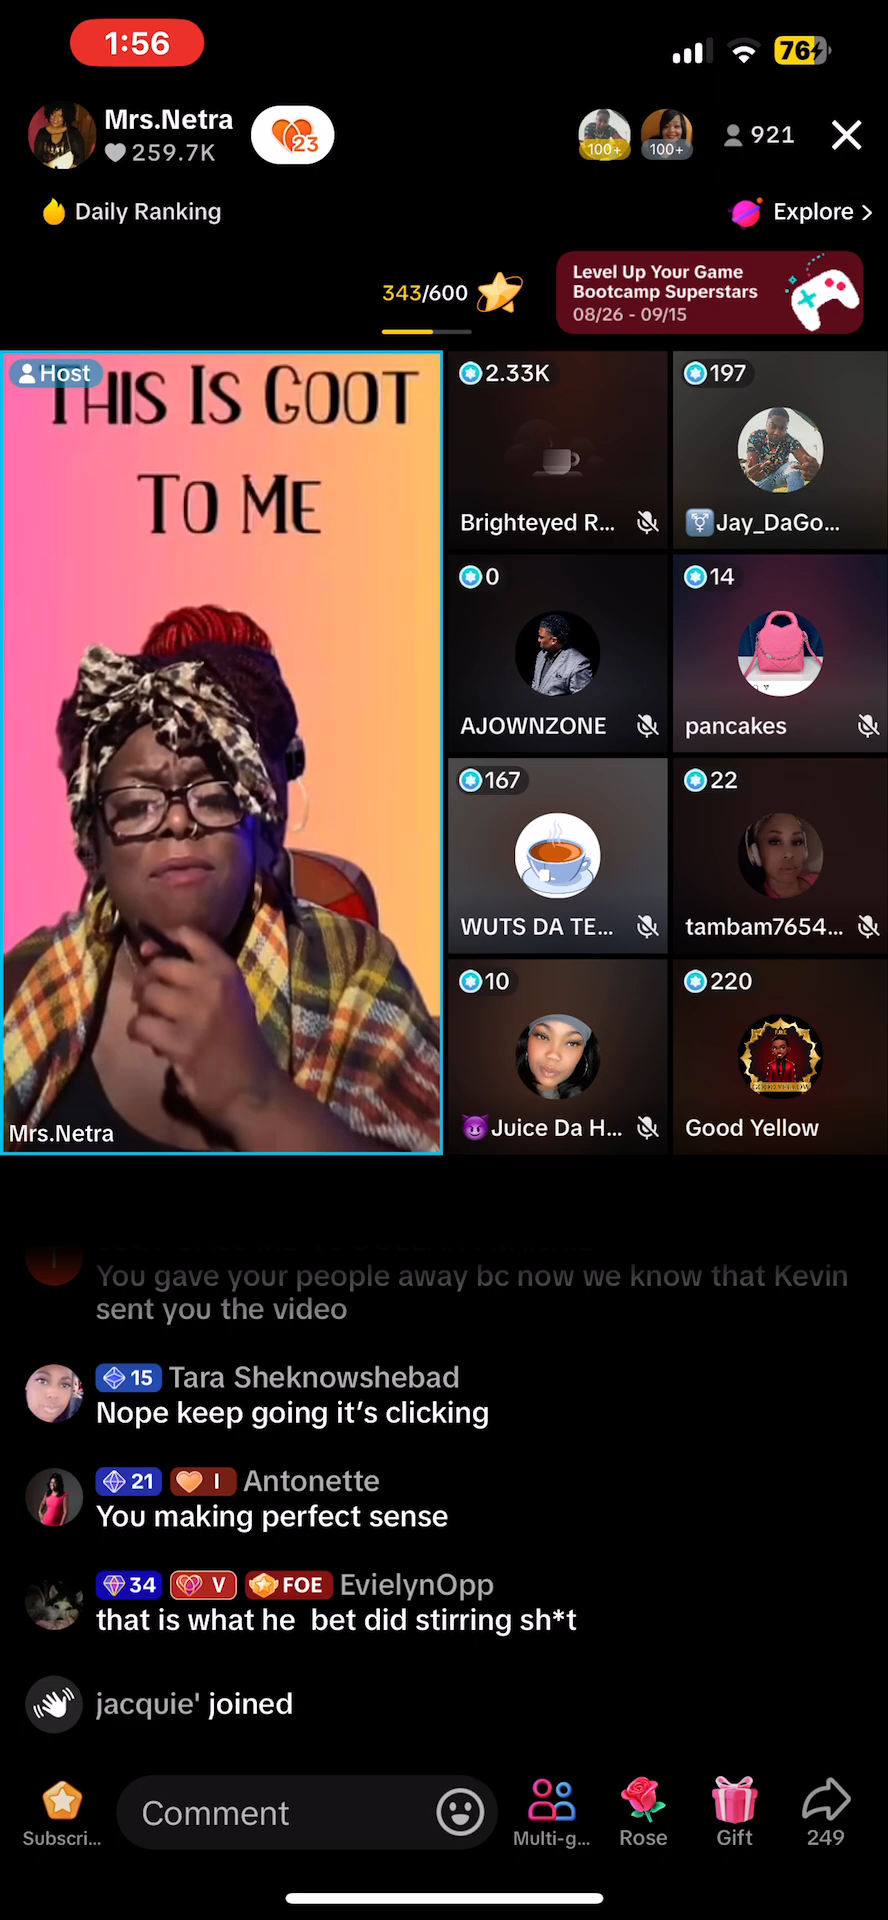 1:56
76
Mrs.Netra
259.7K
23
100+
100+
921
Daily Ranking
Explore >
343/600
Level Up Your Game
Bootcamp Superstars
08/26 - 09/15
Host
THIS IS GOOT
TO ME
Mrs.Netra
2.33K
Brighteyed R...
197
Jay_DaGo...
0
AJOWNZONE
14
pancakes
167
WUTS DA TE...
22
tambam7654...
10
Juice Da H...
220
GOOD YELLOW
Good Yellow
You gave your people away bc now we know that Kevin
sent you the video
15 Tara Sheknowshebad
Nope keep going it's clicking
21 I Antonette
You making perfect sense
34 V FOE EvielynOpp
that is what he bet did stirring sh*t
jacquie' joined
Subscri...
Comment
Multi-g...
Rose
Gift
249